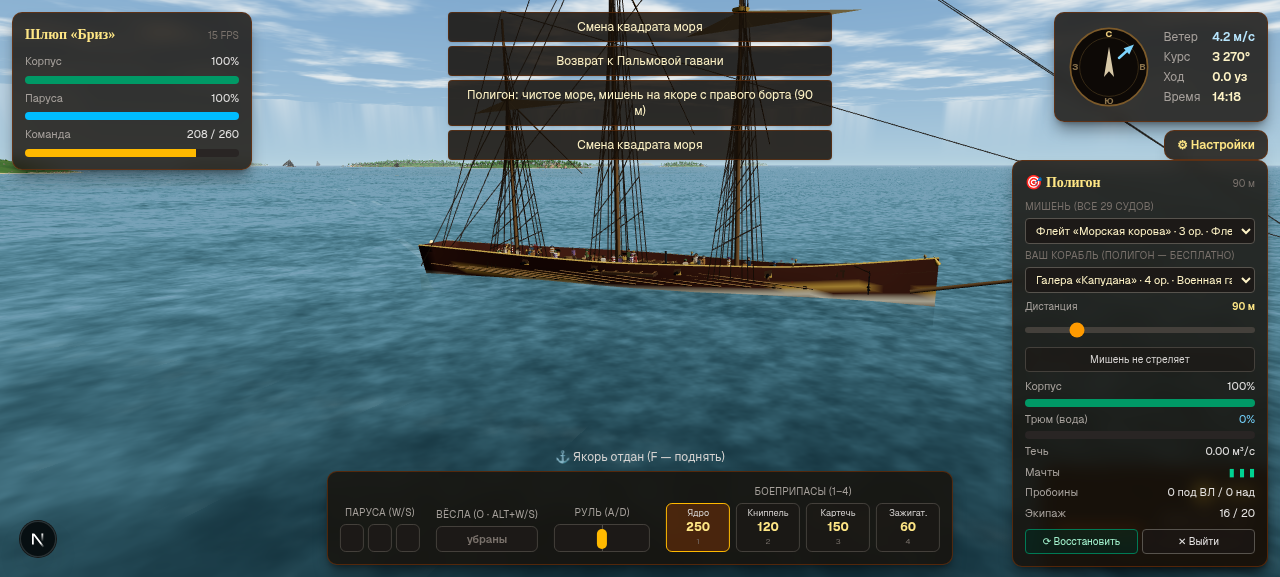 Шлюп «Бриз»
15 FPS
Корпус
100%
Паруса
100%
Команда
208 / 260
Смена квадрата моря
Возврат к Пальмовой гавани
Полигон: чистое море, мишень на якоре с правого борта (90
м)
Смена квадрата моря
С
В
Ю
З
Ветер 4.2 м/с
Курс З 270°
Ход 0.0 уз
Время 14:18
⚙ Настройки
🎯 Полигон
90 м
МИШЕНЬ (ВСЕ 29 СУДОВ)
Флейт «Морская корова» · 3 ор. · Фле
ВАШ КОРАБЛЬ (ПОЛИГОН — БЕСПЛАТНО)
Галера «Капудана» · 4 ор. · Военная га
Дистанция
90 м
Мишень не стреляет
Корпус
100%
Трюм (вода)
0%
Течь
0.00 м³/с
Мачты
Пробоины
0 под ВЛ / 0 над
Экипаж
16 / 20
⟳ Восстановить
✕ Выйти
⚓ Якорь отдан (F — поднять)
ПАРУСА (W/S)
ВЁСЛА (O · ALT+W/S)
убраны
РУЛЬ (A/D)
БОЕПРИПАСЫ (1–4)
Ядро
250
1
Книппель
120
2
Картечь
150
3
Зажигат.
60
4
N